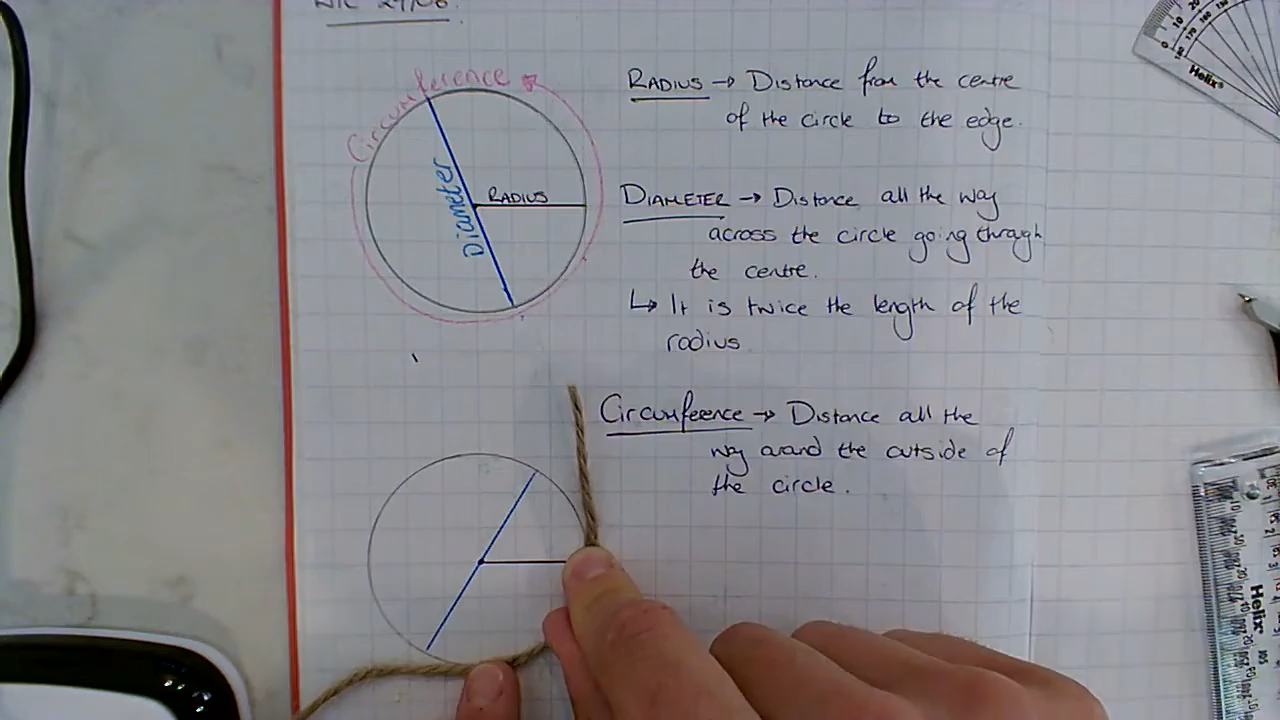 Circumference
Diameter
RADIUS
RADIUS → Distance from the centre
of the circle to the edge.
DIAMETER → Distance all the way
across the circle going through
the centre.
↳ It is twice the length of the
radius
Circumfeence → Distance all the
way around the outside of
the circle.
Helix
Helix